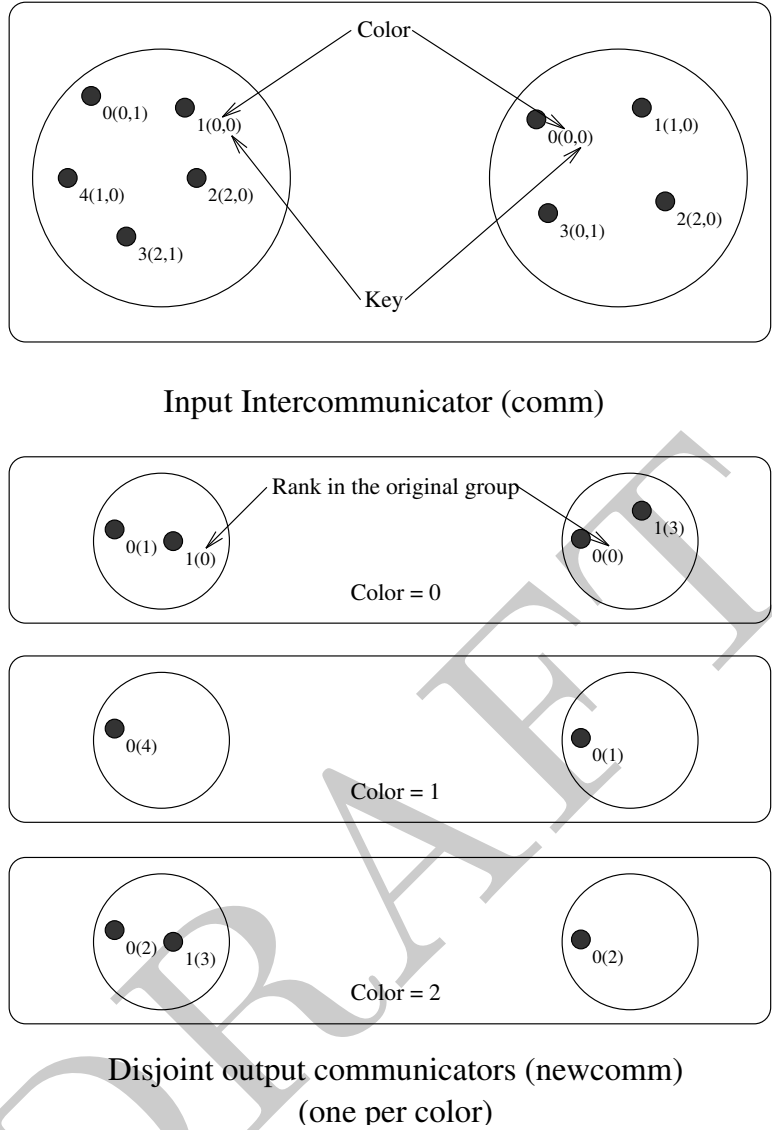 Color
0(0,1)
1(0,0)
4(1,0)
2(2,0)
3(2,1)
0(0,0)
1(1,0)
3(0,1)
2(2,0)
Key
Input Intercommunicator (comm)
Rank in the original group
0(1)
1(0)
0(0)
1(3)
Color = 0
0(4)
0(1)
Color = 1
0(2)
1(3)
0(2)
Color = 2
Disjoint output communicators (newcomm)
(one per color)
DRAFT